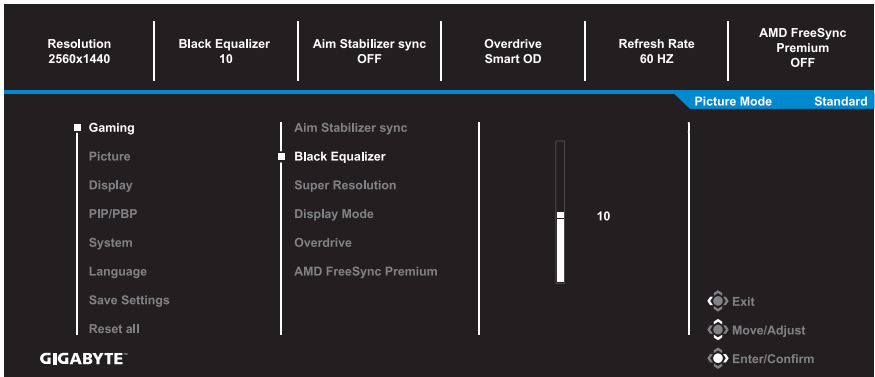 Resolution
2560x1440
Black Equalizer
10
Aim Stabilizer sync
OFF
Overdrive
Smart OD
Refresh Rate
60 HZ
AMD FreeSync
Premium
OFF
Picture Mode Standard
Gaming
Picture
Display
PIP/PBP
System
Language
Save Settings
Reset all
Aim Stabilizer sync
Black Equalizer
Super Resolution
Display Mode
Overdrive
AMD FreeSync Premium
10
Exit
Move/Adjust
Enter/Confirm
GIGABYTE™